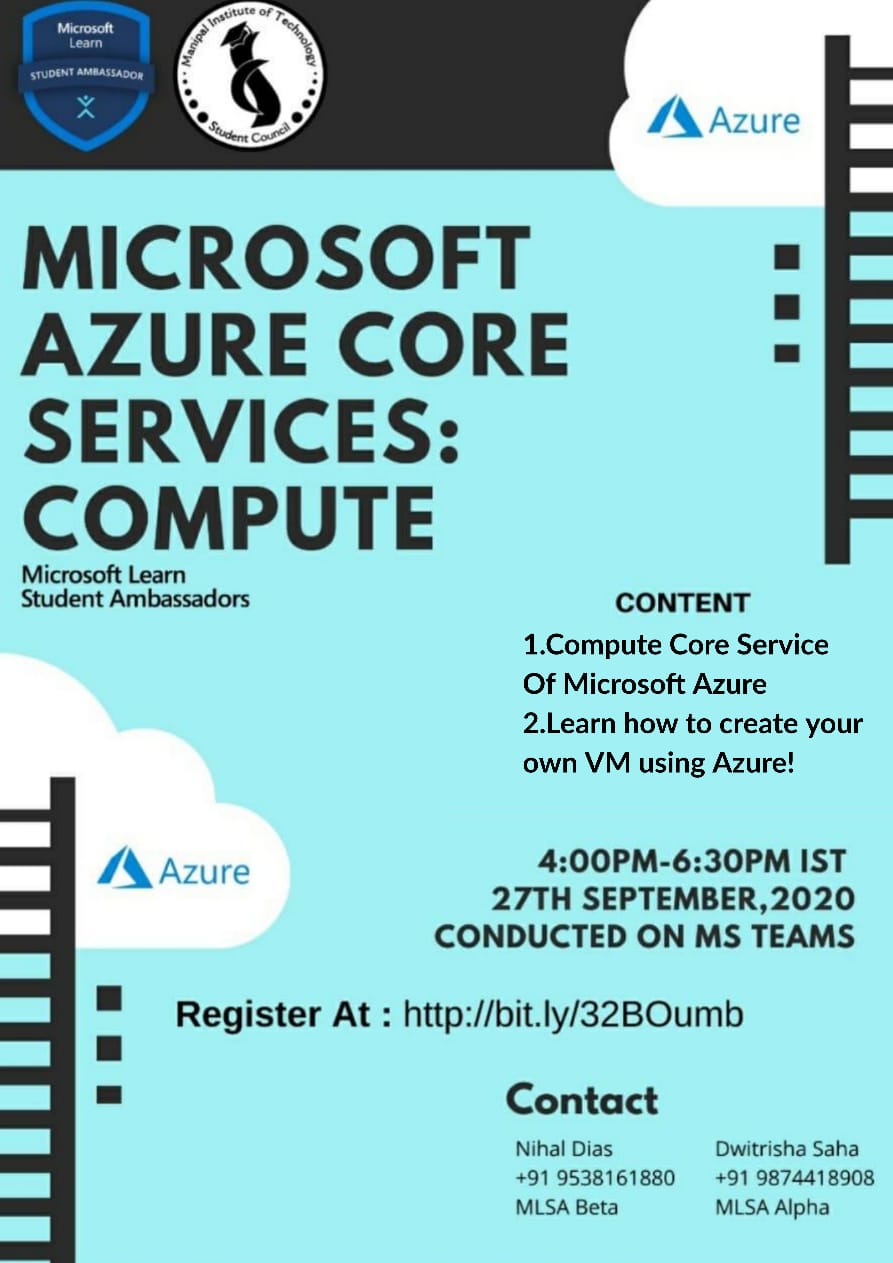 Microsoft
Learn
STUDENT AMBASSADOR
Manipal Institute of Technology
Student Council
Azure
MICROSOFT
AZURE CORE
SERVICES:
COMPUTE
Microsoft Learn
Student Ambassadors
CONTENT
1.Compute Core Service
Of Microsoft Azure
2.Learn how to create your
own VM using Azure!
Azure
4:00PM-6:30PM IST
27TH SEPTEMBER,2020
CONDUCTED ON MS TEAMS
Register At : http://bit.ly/32BOumb
Contact
Nihal Dias
+91 9538161880
MLSA Beta
Dwitrisha Saha
+91 9874418908
MLSA Alpha